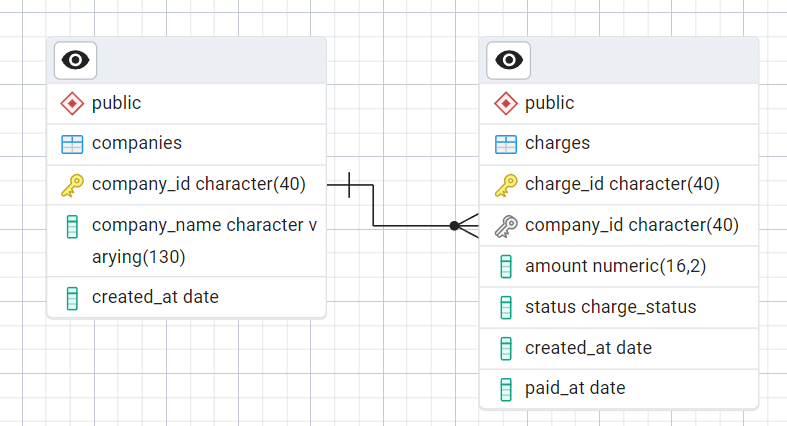 public
companies
company_id character(40)
company_name character v
arying(130)
created_at date
public
charges
charge_id character(40)
company_id character(40)
amount numeric(16,2)
status charge_status
created_at date
paid_at date